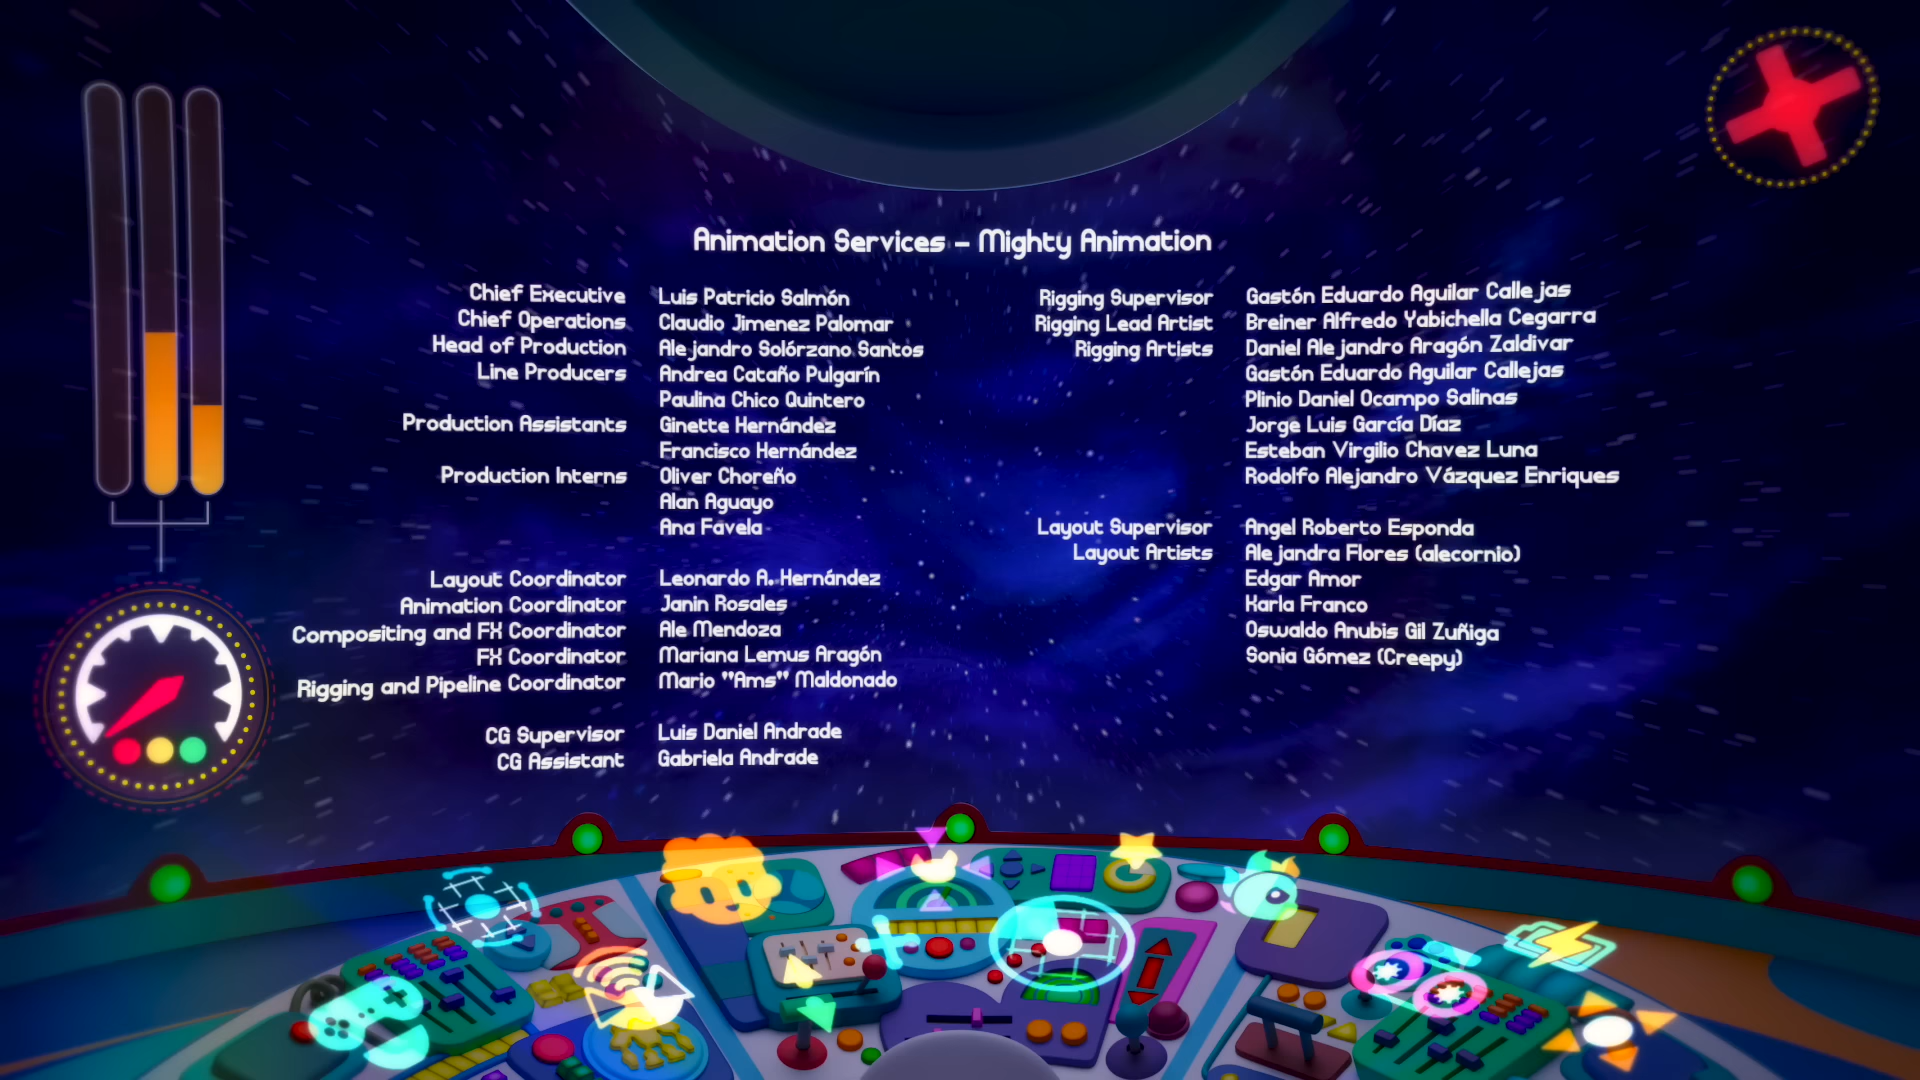 Animation Services – Mighty Animation
Chief Executive Luis Patricio Salmón
Chief Operations Claudio Jimenez Palomar
Head of Production Alejandro Solórzano Santos
Line Producers Andrea Cataño Pulgarín
Paulina Chico Quintero
Production Assistants Ginette Hernández
Francisco Hernández
Production Interns Oliver Choreño
Alan Aguayo
Ana Favela
Layout Coordinator Leonardo A. Hernández
Animation Coordinator Janin Rosales
Compositing and FX Coordinator Ale Mendoza
FX Coordinator Mariana Lemus Aragón
Rigging and Pipeline Coordinator Mario "Ams" Maldonado
CG Supervisor Luis Daniel Andrade
CG Assistant Gabriela Andrade
Rigging Supervisor Gastón Eduardo Aguilar Callejas
Rigging Lead Artist Breiner Alfredo Yabichella Cegarra
Rigging Artists Daniel Alejandro Aragón Zaldivar
Gastón Eduardo Aguilar Callejas
Plinio Daniel Ocampo Salinas
Jorge Luis García Díaz
Esteban Virgilio Chavez Luna
Rodolfo Alejandro Vázquez Enriques
Layout Supervisor Angel Roberto Esponda
Layout Artists Alejandra Flores (alecornio)
Edgar Amor
Karla Franco
Oswaldo Anubis Gil Zuñiga
Sonia Gómez (Creepy)